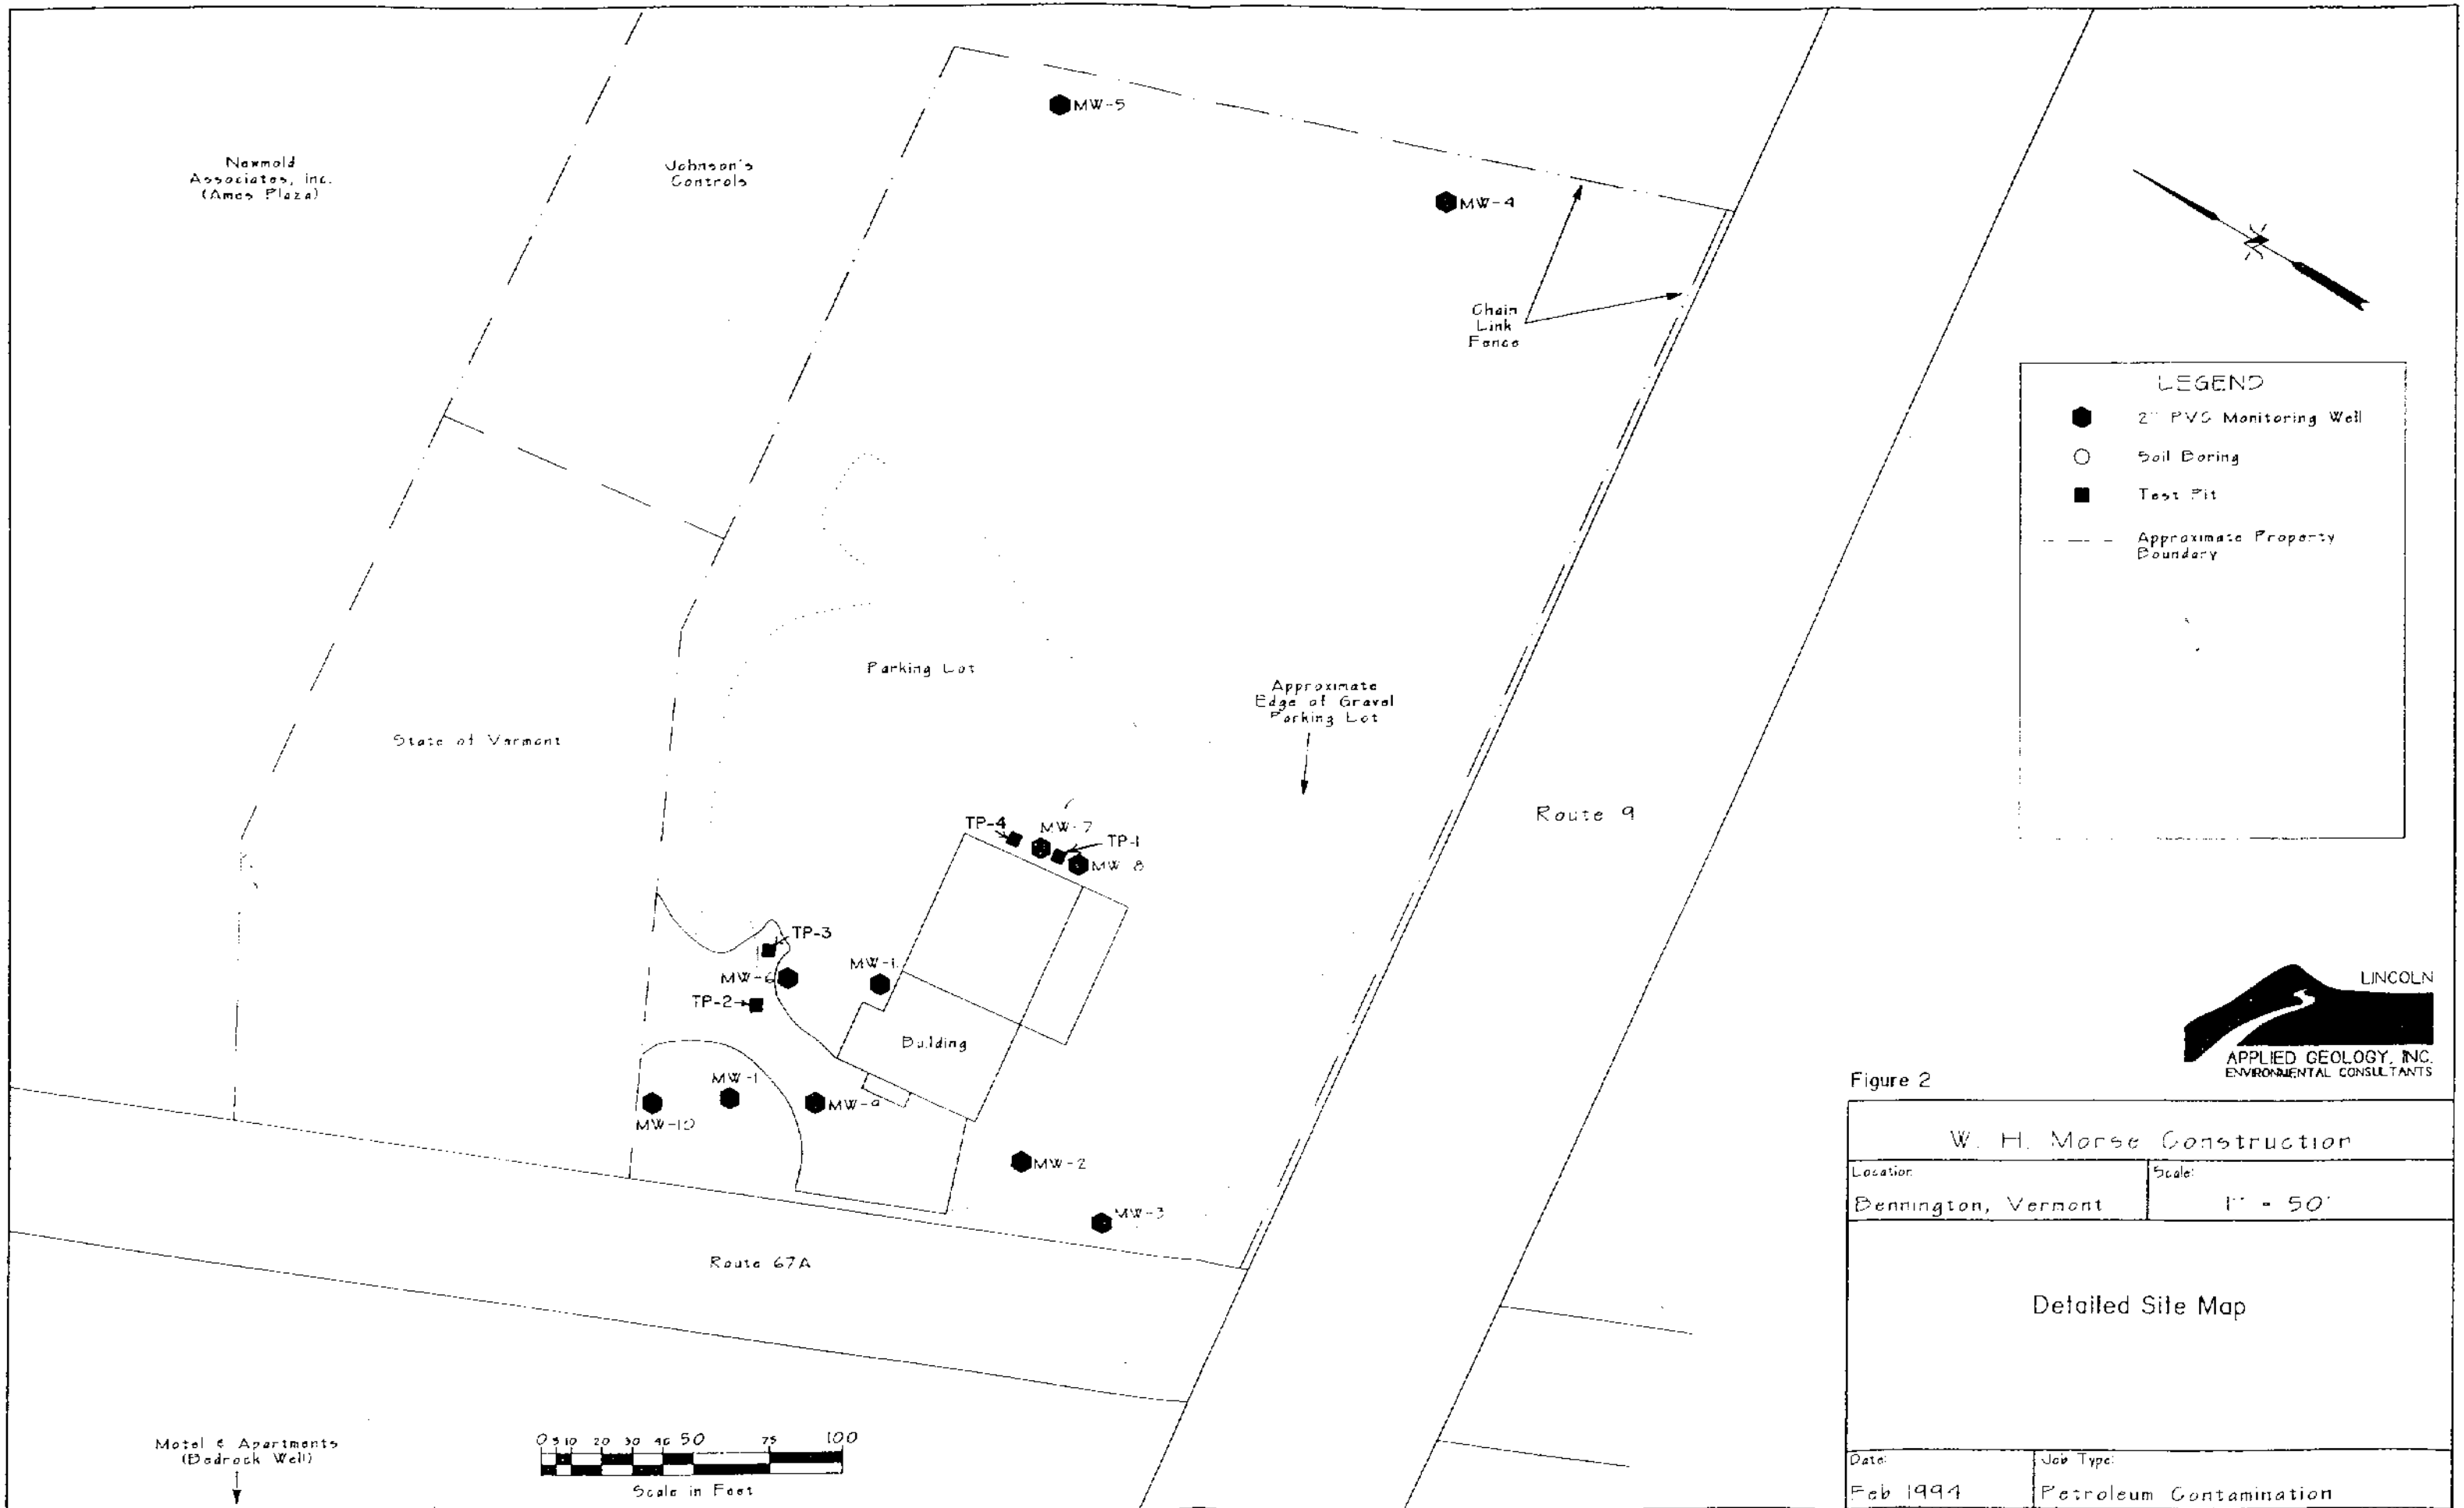 MW-5
Newmold
Associates, Inc.
(Ames Plaza)
Johnson's
Controls
MW-4
Chain
Link
Fence
LEGEND
2" PVC Monitoring Well
Soil Boring
Test Pit
Approximate Property
Boundary
Parking Lot
Approximate
Edge of Gravel
Parking Lot
State of Vermont
Route 9
TP-4
MW-7
TP-1
MW-8
TP-3
MW-6
MW-1
TP-2
Building
MW-1
MW-9
MW-10
MW-2
MW-3
Route 67A
LINCOLN
APPLIED GEOLOGY, INC.
ENVIRONMENTAL CONSULTANTS
Figure 2
W. H. Morse Construction
Location:
Bennington, Vermont
Scale:
1" = 50'
Detailed Site Map
Date:
Feb 1994
Job Type:
Petroleum Contamination
Motel & Apartments
(Bedrock Well)
0 5 10 20 30 40 50 75 100
Scale in Feet